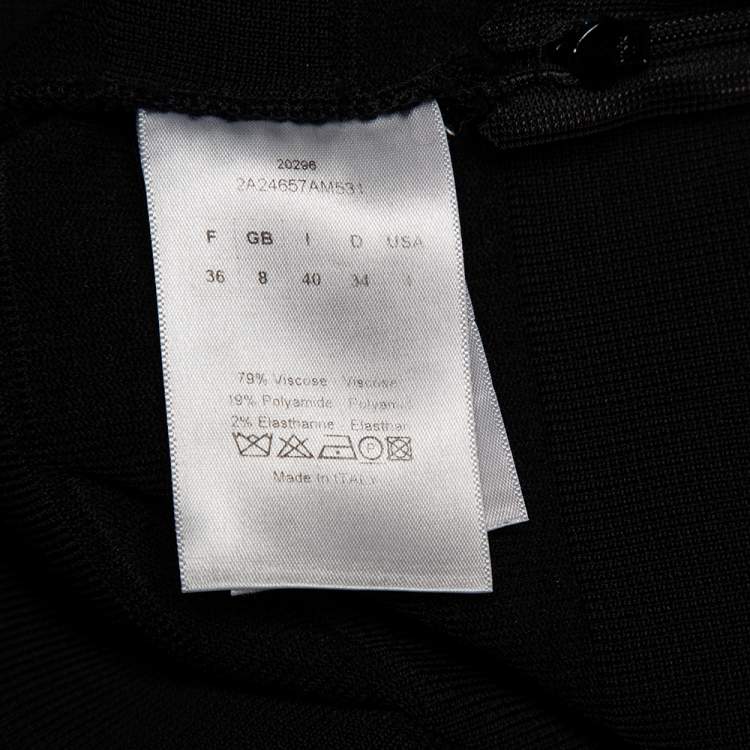 20296
2A24657AM531
F GB I D USA
36 8 40 34
79% Viscose - Viscose
19% Polyamide - Polyamid
2% Elasthanne - Elasthan
P
Made in ITALY